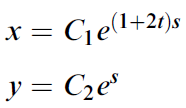 x = C₁e^{(1+2t)s}
y = C₂e^{s}